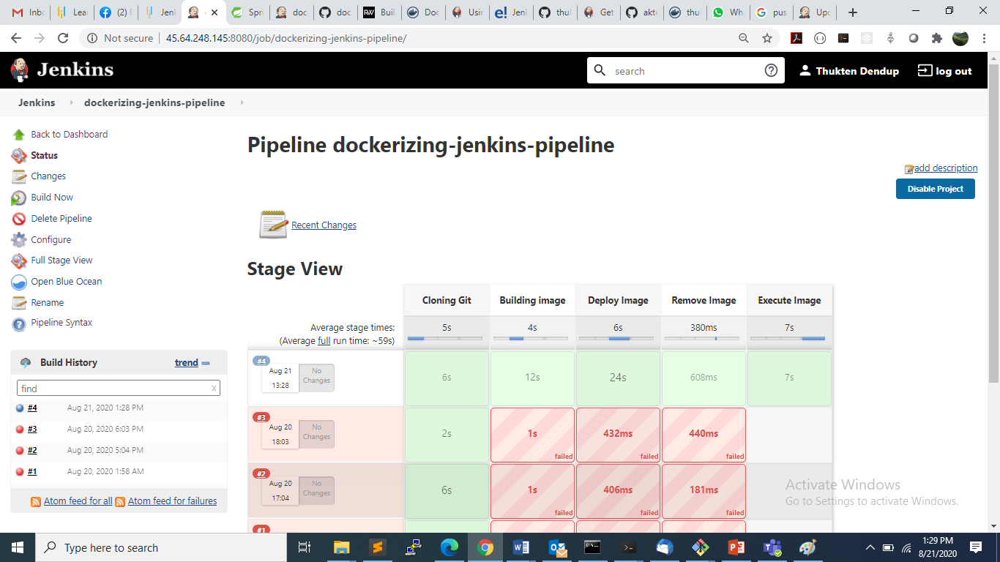 Inbo
Lear
(2) F
Jenk
Spri
doc
doc
Buil
Doc
Usin
Jenk
thul
Get
akte
thu
Wha
pus
Upc
Not secure
45.64.248.145:8080/job/dockerizing-jenkins-pipeline/
Jenkins
search
Thukten Dendup
log out
Jenkins
dockerizing-jenkins-pipeline
Back to Dashboard
Status
Changes
Build Now
Delete Pipeline
Configure
Full Stage View
Open Blue Ocean
Rename
Pipeline Syntax
Build History
trend
find
x
#4 Aug 21, 2020 1:28 PM
#3 Aug 20, 2020 6:03 PM
#2 Aug 20, 2020 5:04 PM
#1 Aug 20, 2020 1:58 AM
Atom feed for all Atom feed for failures
Pipeline dockerizing-jenkins-pipeline
add description
Disable Project
Recent Changes
Stage View
Cloning Git Building image Deploy Image Remove Image Execute Image
Average stage times:
(Average full run time: ~59s)
5s 4s 6s 380ms 7s
#4
Aug 21
13:28
No
Changes
6s 12s 24s 608ms 7s
#3
Aug 20
18:03
No
Changes
2s 1s 432ms 440ms
failed failed failed
#2
Aug 20
17:04
No
Changes
6s 1s 406ms 181ms
failed failed failed
#1
Activate Windows
Go to Settings to activate Windows.
Type here to search
1:29 PM
8/21/2020